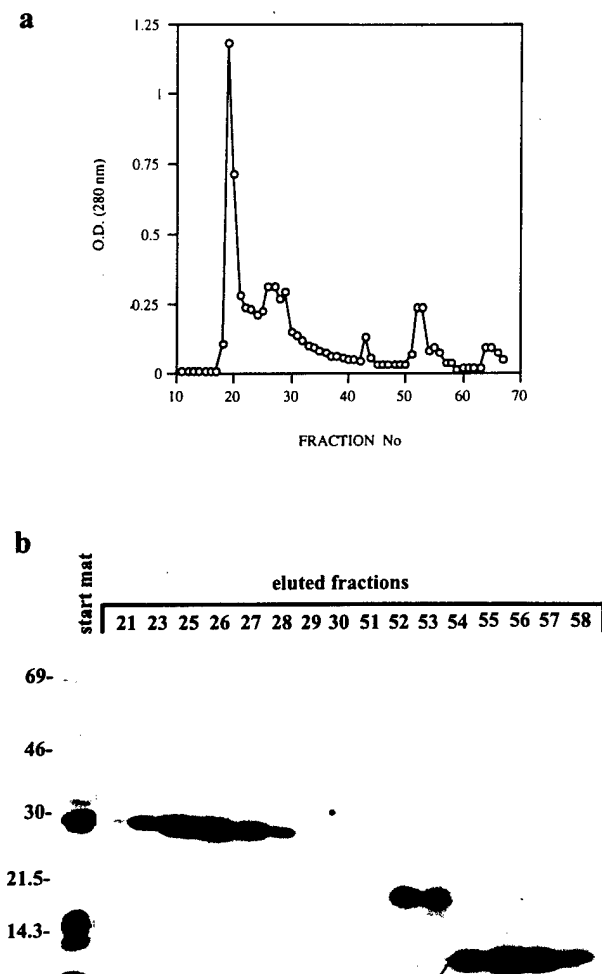 a
1.25
1
0.75
0.5
0.25
0
O.D. (280 nm)
10 20 30 40 50 60 70
FRACTION No
b
start mat
eluted fractions
21 23 25 26 27 28 29 30 51 52 53 54 55 56 57 58
69-
46-
30-
21.5-
14.3-